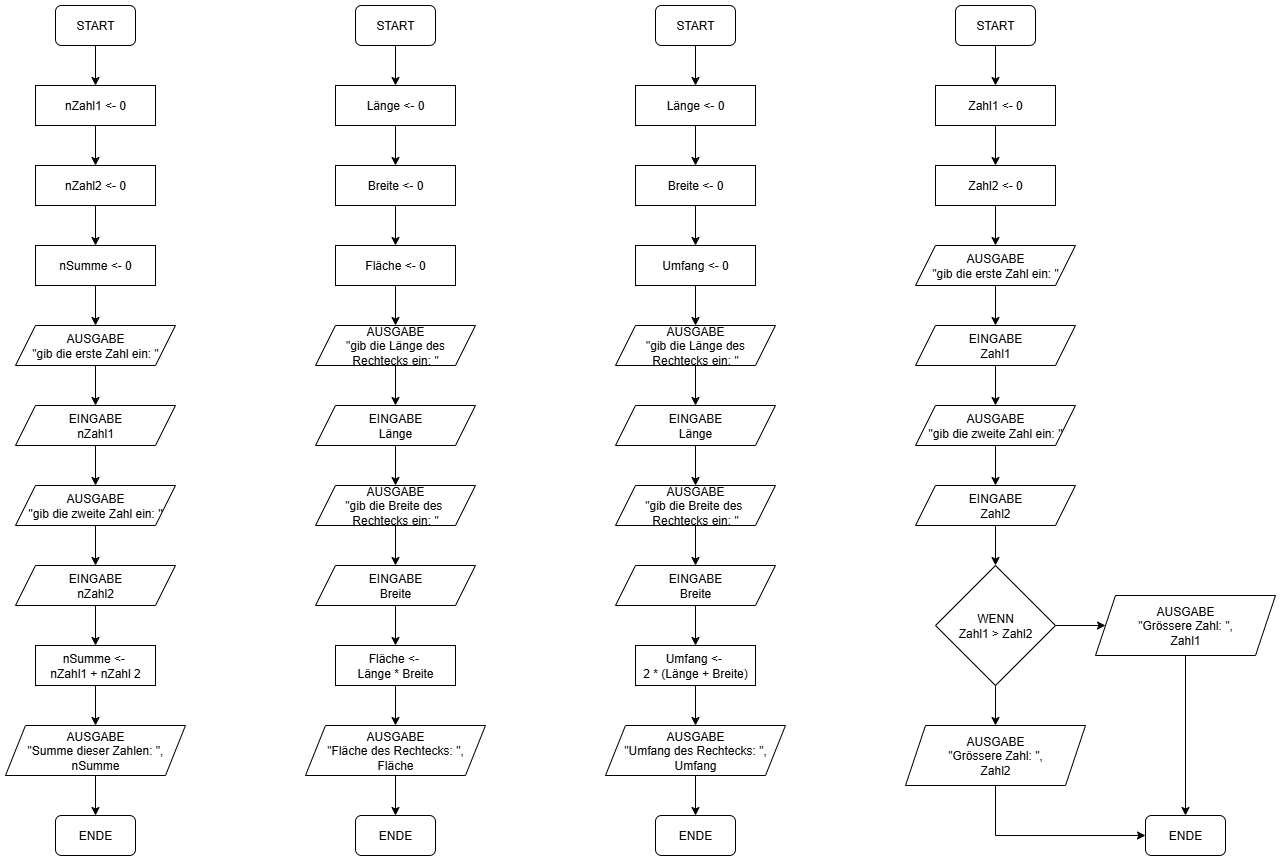 START
nZahl1 <- 0
nZahl2 <- 0
nSumme <- 0
AUSGABE
"gib die erste Zahl ein: "
EINGABE
nZahl1
AUSGABE
"gib die zweite Zahl ein: "
EINGABE
nZahl2
nSumme <-
nZahl1 + nZahl 2
AUSGABE
"Summe dieser Zahlen: ",
nSumme
ENDE
START
Länge <- 0
Breite <- 0
Fläche <- 0
AUSGABE
"gib die Länge des
Rechtecks ein: "
EINGABE
Länge
AUSGABE
"gib die Breite des
Rechtecks ein: "
EINGABE
Breite
Fläche <-
Länge * Breite
AUSGABE
"Fläche des Rechtecks: ",
Fläche
ENDE
START
Länge <- 0
Breite <- 0
Umfang <- 0
AUSGABE
"gib die Länge des
Rechtecks ein: "
EINGABE
Länge
AUSGABE
"gib die Breite des
Rechtecks ein: "
EINGABE
Breite
Umfang <-
2 * (Länge + Breite)
AUSGABE
"Umfang des Rechtecks: ",
Umfang
ENDE
START
Zahl1 <- 0
Zahl2 <- 0
AUSGABE
"gib die erste Zahl ein: "
EINGABE
Zahl1
AUSGABE
"gib die zweite Zahl ein: "
EINGABE
Zahl2
WENN
Zahl1 > Zahl2
AUSGABE
"Grössere Zahl: ",
Zahl1
AUSGABE
"Grössere Zahl: ",
Zahl2
ENDE